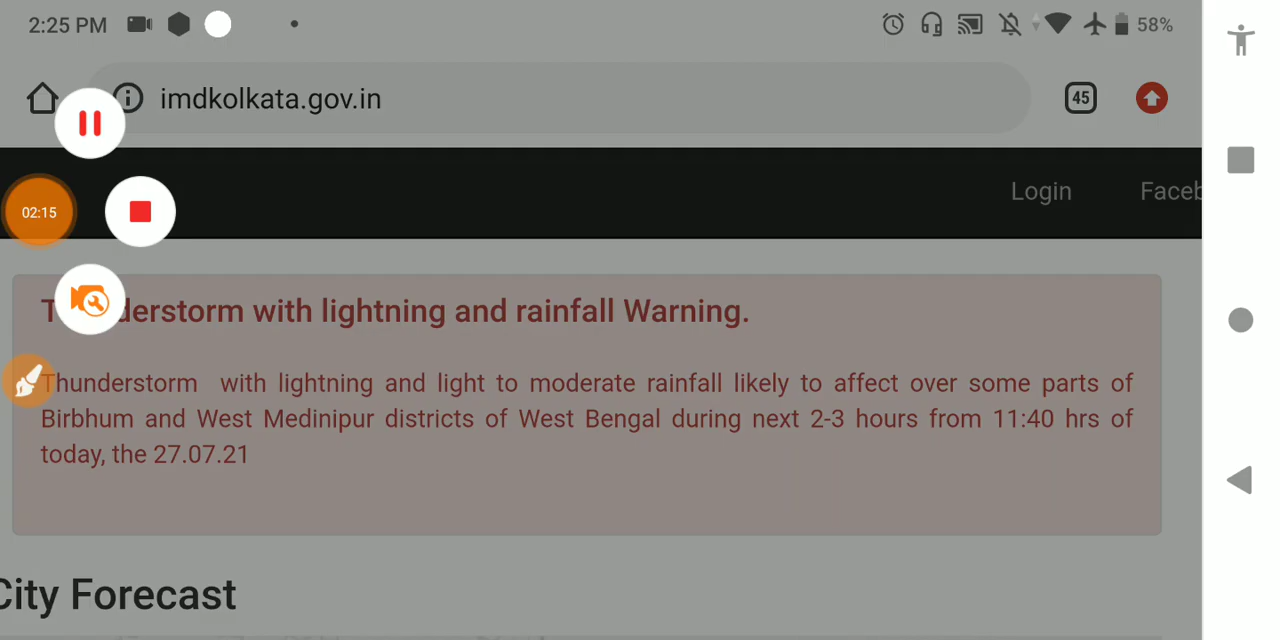 2:25 PM
58%
imdkolkata.gov.in
45
Login Faceb
02:15
T derstorm with lightning and rainfall Warning.
Thunderstorm with lightning and light to moderate rainfall likely to affect over some parts of
Birbhum and West Medinipur districts of West Bengal during next 2-3 hours from 11:40 hrs of
today, the 27.07.21
City Forecast